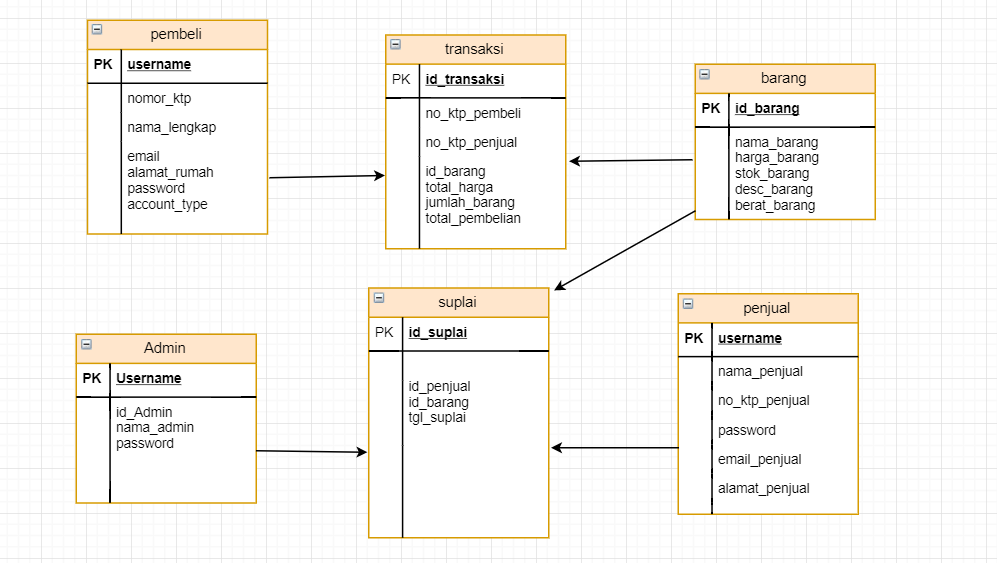 pembeli
PK username
nomor_ktp
nama_lengkap
email
alamat_rumah
password
account_type
transaksi
PK id_transaksi
no_ktp_pembeli
no_ktp_penjual
id_barang
total_harga
jumlah_barang
total_pembelian
barang
PK id_barang
nama_barang
harga_barang
stok_barang
desc_barang
berat_barang
Admin
PK Username
id_Admin
nama_admin
password
suplai
PK id_suplai
id_penjual
id_barang
tgl_suplai
penjual
PK username
nama_penjual
no_ktp_penjual
password
email_penjual
alamat_penjual